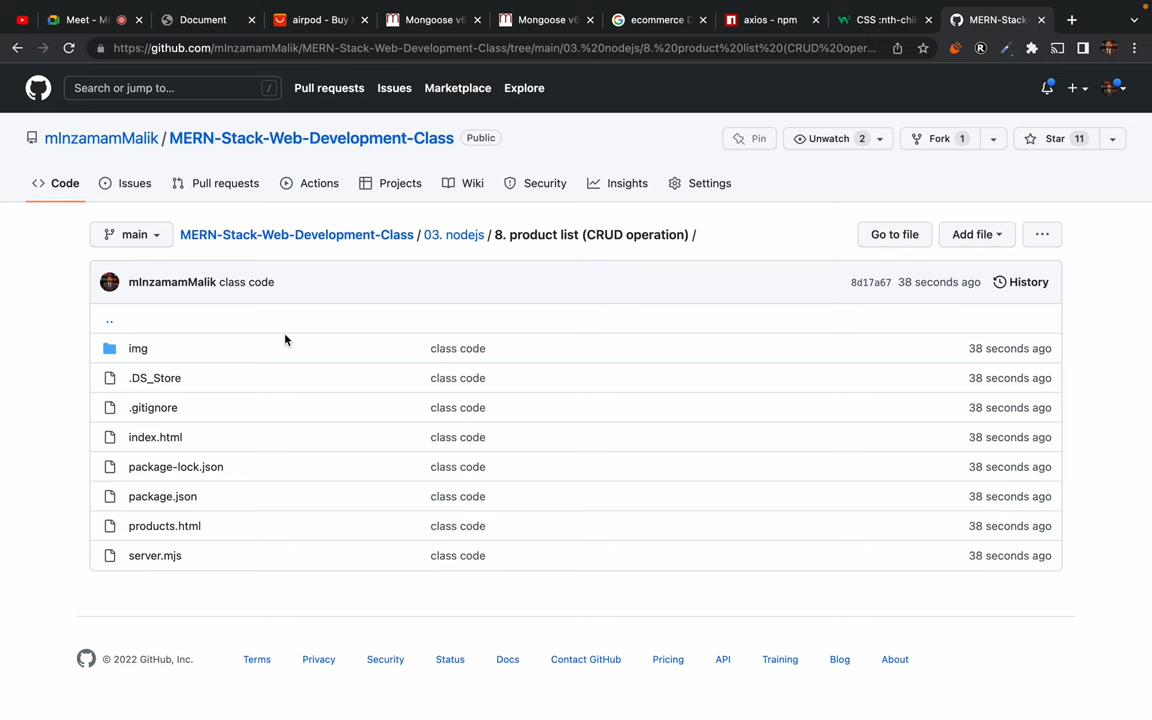 Meet - M
Document
airpod - Buy
Mongoose v6
Mongoose v6
ecommerce D
axios - npm
CSS :nth-chil
MERN-Stack-
https://github.com/mInzamamMalik/MERN-Stack-Web-Development-Class/tree/main/03.%20nodejs/8.%20product%20list%20(CRUD%20oper...
Search or jump to...
/
Pull requests
Issues
Marketplace
Explore
mInzamamMalik / MERN-Stack-Web-Development-Class
Public
Pin
Unwatch 2
Fork 1
Star 11
Code
Issues
Pull requests
Actions
Projects
Wiki
Security
Insights
Settings
main
MERN-Stack-Web-Development-Class / 03. nodejs / 8. product list (CRUD operation) /
Go to file
Add file
...
mInzamamMalik class code
8d17a67 38 seconds ago
History
..
img class code 38 seconds ago
.DS_Store class code 38 seconds ago
.gitignore class code 38 seconds ago
index.html class code 38 seconds ago
package-lock.json class code 38 seconds ago
package.json class code 38 seconds ago
products.html class code 38 seconds ago
server.mjs class code 38 seconds ago
© 2022 GitHub, Inc.
Terms
Privacy
Security
Status
Docs
Contact GitHub
Pricing
API
Training
Blog
About